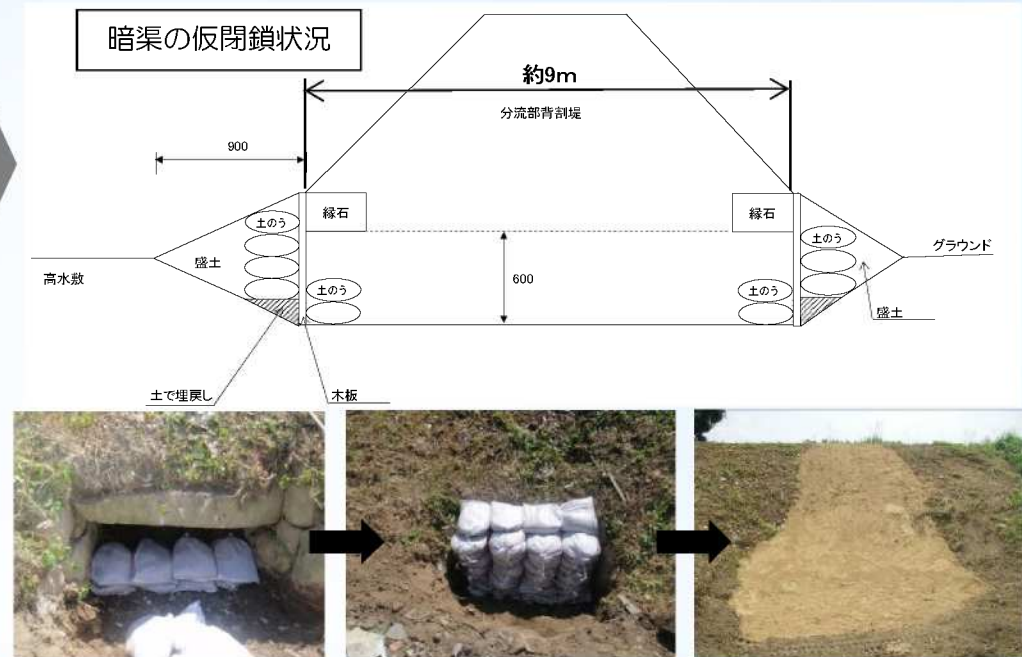 暗渠の仮閉鎖状況
約9m
分流部背割堤
900
縁石
縁石
土のう
土のう
盛土
グラウンド
高水敷
600
土のう
土のう
盛土
土で埋戻し
木板